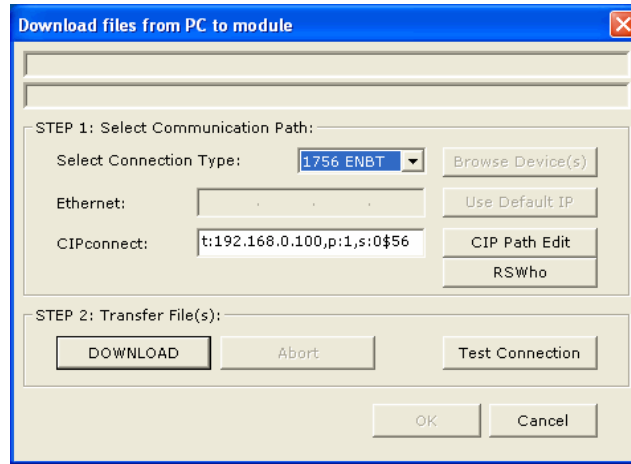 Download files from PC to module
STEP 1: Select Communication Path:
Select Connection Type: 1756 ENBT Browse Device(s)
Ethernet: . . . Use Default IP
CIPconnect: t:192.168.0.100,p:1,s:0$56 CIP Path Edit
RSWho
STEP 2: Transfer File(s):
DOWNLOAD Abort Test Connection
OK Cancel